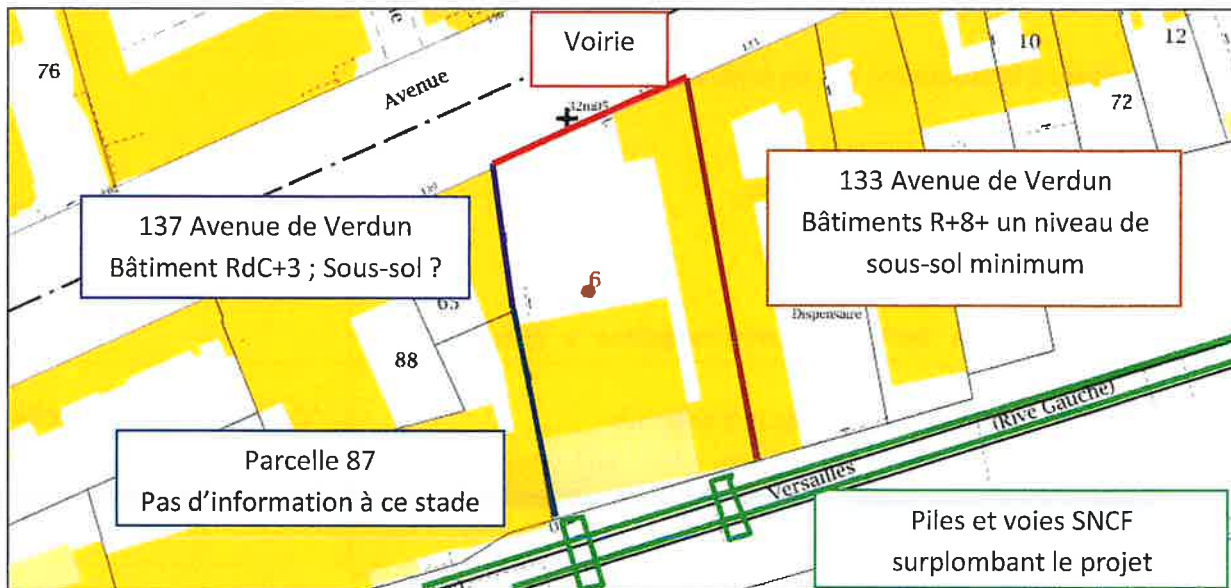 Voirie
76
Avenue
10
12
72
133 Avenue de Verdun
Bâtiments R+8+ un niveau de
sous-sol minimum
137 Avenue de Verdun
Bâtiment RdC+3 ; Sous-sol ?
6
65
Dispensaire
88
Parcelle 87
Pas d'information à ce stade
(Rive Gauche)
Versailles
Piles et voies SNCF
surplombant le projet